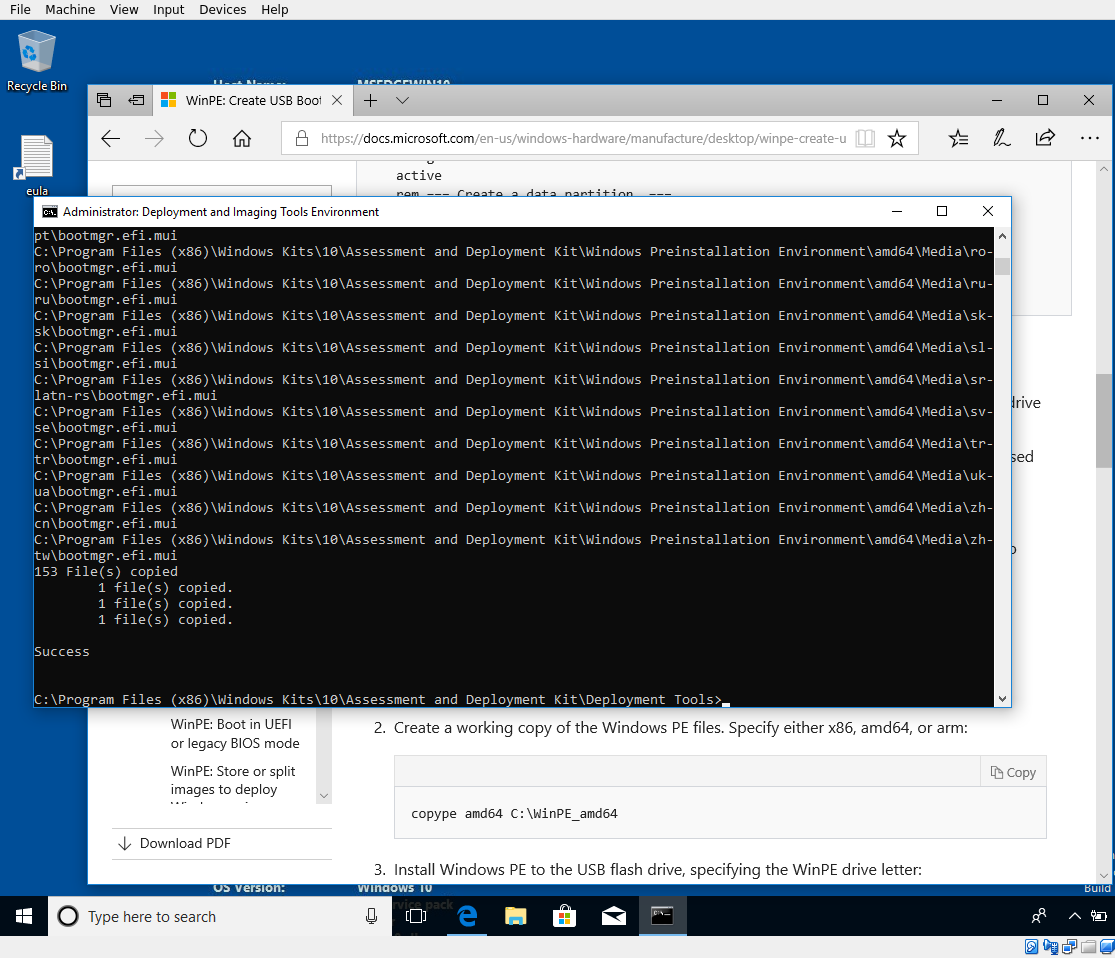 File Machine View Input Devices Help
Recycle Bin
eula
Host Name: MSEDGEWIN10
WinPE: Create USB Boot
https://docs.microsoft.com/en-us/windows-hardware/manufacture/desktop/winpe-create-u
active
rem === Create a data partition. ===
Administrator: Deployment and Imaging Tools Environment
pt\bootmgr.efi.mui
C:\Program Files (x86)\Windows Kits\10\Assessment and Deployment Kit\Windows Preinstallation Environment\amd64\Media\ro-
ro\bootmgr.efi.mui
C:\Program Files (x86)\Windows Kits\10\Assessment and Deployment Kit\Windows Preinstallation Environment\amd64\Media\ru-
ru\bootmgr.efi.mui
C:\Program Files (x86)\Windows Kits\10\Assessment and Deployment Kit\Windows Preinstallation Environment\amd64\Media\sk-
sk\bootmgr.efi.mui
C:\Program Files (x86)\Windows Kits\10\Assessment and Deployment Kit\Windows Preinstallation Environment\amd64\Media\sl-
si\bootmgr.efi.mui
C:\Program Files (x86)\Windows Kits\10\Assessment and Deployment Kit\Windows Preinstallation Environment\amd64\Media\sr-
latn-rs\bootmgr.efi.mui
C:\Program Files (x86)\Windows Kits\10\Assessment and Deployment Kit\Windows Preinstallation Environment\amd64\Media\sv-
se\bootmgr.efi.mui
C:\Program Files (x86)\Windows Kits\10\Assessment and Deployment Kit\Windows Preinstallation Environment\amd64\Media\tr-
tr\bootmgr.efi.mui
C:\Program Files (x86)\Windows Kits\10\Assessment and Deployment Kit\Windows Preinstallation Environment\amd64\Media\uk-
ua\bootmgr.efi.mui
C:\Program Files (x86)\Windows Kits\10\Assessment and Deployment Kit\Windows Preinstallation Environment\amd64\Media\zh-
cn\bootmgr.efi.mui
C:\Program Files (x86)\Windows Kits\10\Assessment and Deployment Kit\Windows Preinstallation Environment\amd64\Media\zh-
tw\bootmgr.efi.mui
153 File(s) copied
1 file(s) copied.
1 file(s) copied.
1 file(s) copied.
Success
C:\Program Files (x86)\Windows Kits\10\Assessment and Deployment Kit\Deployment Tools>
drive
sed
WinPE: Boot in UEFI
or legacy BIOS mode
WinPE: Store or split
images to deploy
Download PDF
2. Create a working copy of the Windows PE files. Specify either x86, amd64, or arm:
Copy
copype amd64 C:\WinPE_amd64
3. Install Windows PE to the USB flash drive, specifying the WinPE drive letter:
OS Version: Windows 10
Build
Type here to search